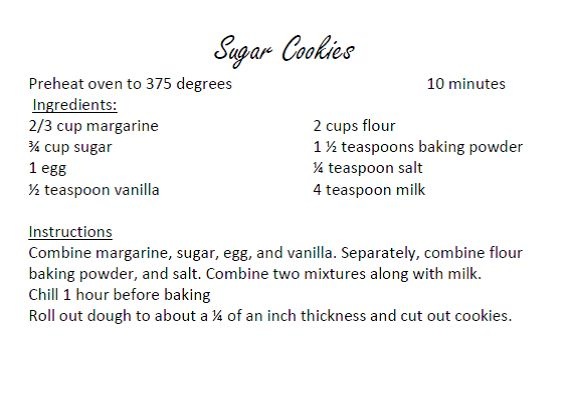 Sugar Cookies
Preheat oven to 375 degrees 10 minutes
Ingredients:
2/3 cup margarine 2 cups flour
¾ cup sugar 1 ½ teaspoons baking powder
1 egg ¼ teaspoon salt
½ teaspoon vanilla 4 teaspoon milk
Instructions
Combine margarine, sugar, egg, and vanilla. Separately, combine flour
baking powder, and salt. Combine two mixtures along with milk.
Chill 1 hour before baking
Roll out dough to about a ¼ of an inch thickness and cut out cookies.